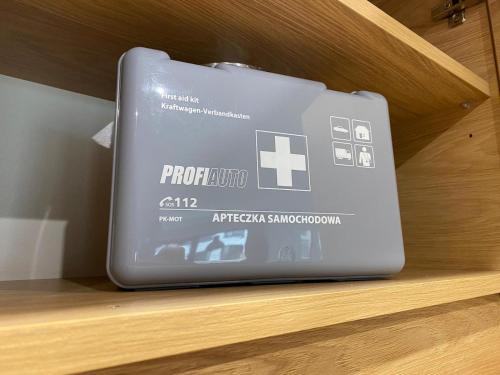 First aid kit
Kraftwagen-Verbandkasten
PROFIAUTO
SOS 112
PK-MOT
APTECZKA SAMOCHODOWA